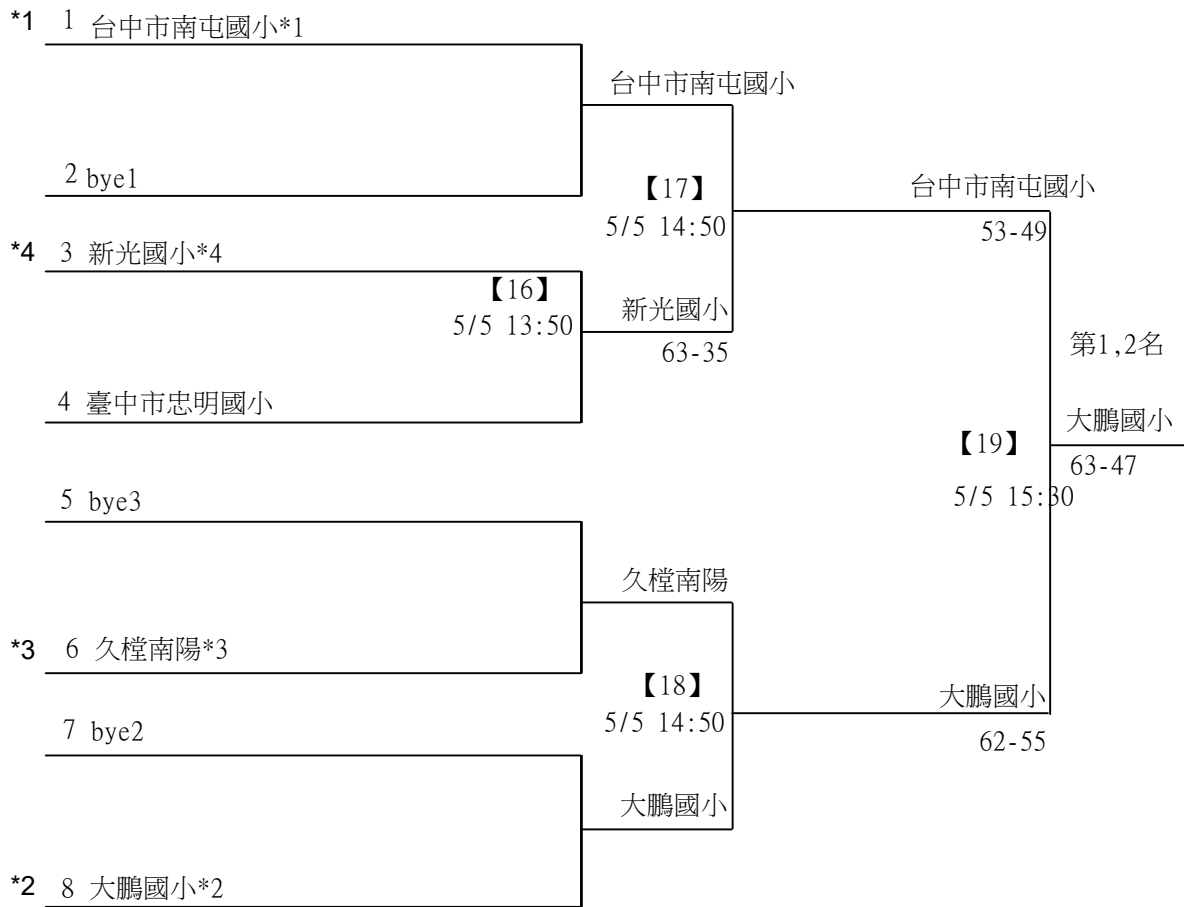 *1 1 台中市南屯國小*1
台中市南屯國小
2 bye1
【17】
5/5 14:50
台中市南屯國小
53-49
*4 3 新光國小*4
【16】
5/5 13:50
新光國小
63-35
第1,2名
4 臺中市忠明國小
大鵬國小
【19】
63-47
5/5 15:30
5 bye3
久樘南陽
*3 6 久樘南陽*3
【18】
5/5 14:50
大鵬國小
62-55
7 bye2
大鵬國小
*2 8 大鵬國小*2